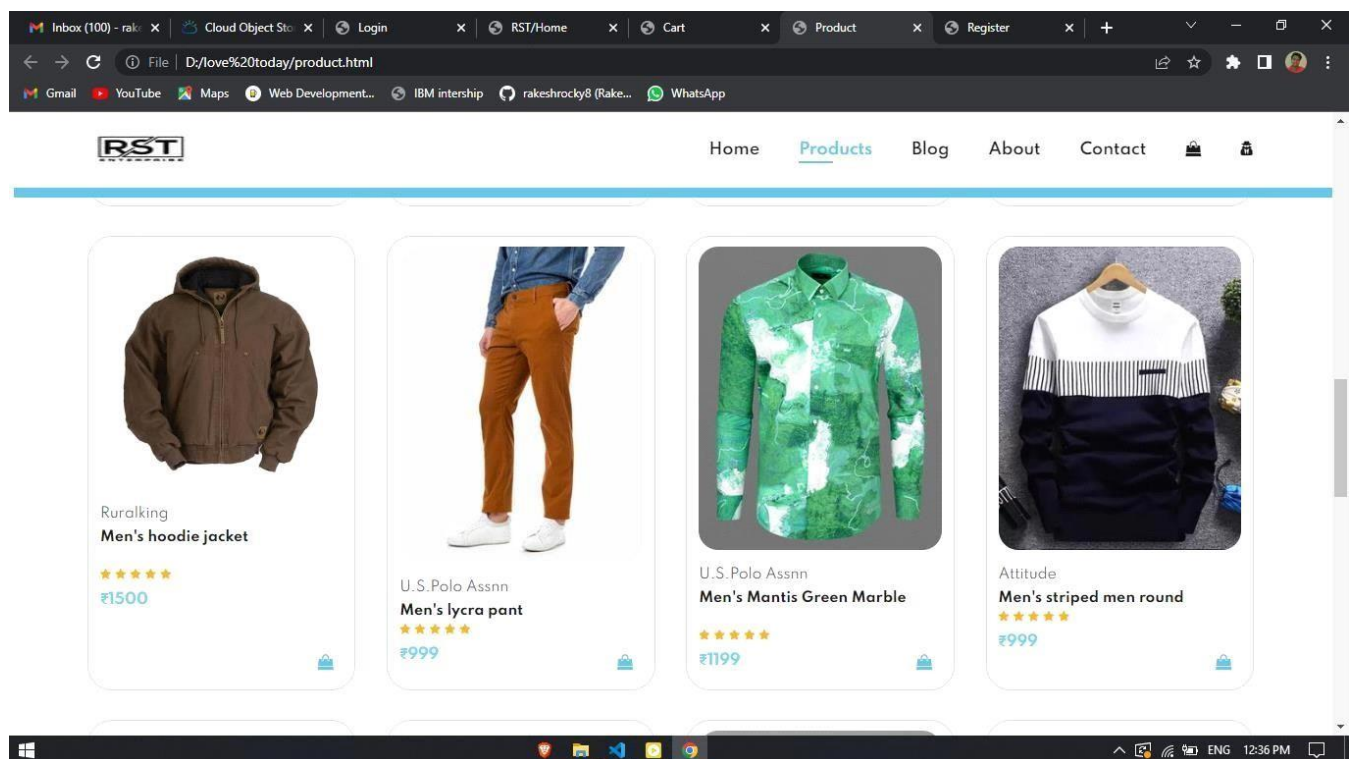 Inbox (100) - rak
Cloud Object Sto
Login
RST/Home
Cart
Product
Register
File
D:/love%20today/product.html
Gmail
YouTube
Maps
Web Development...
IBM intership
rakeshrocky8 (Rake...
WhatsApp
RST
ENTERPRISE
Home
Products
Blog
About
Contact
Ruralking
Men's hoodie jacket
₹1500
U.S.Polo Assnn
Men's lycra pant
₹999
U.S.Polo Assnn
Men's Mantis Green Marble
₹1199
Attitude
Men's striped men round
₹999
ENG
12:36 PM